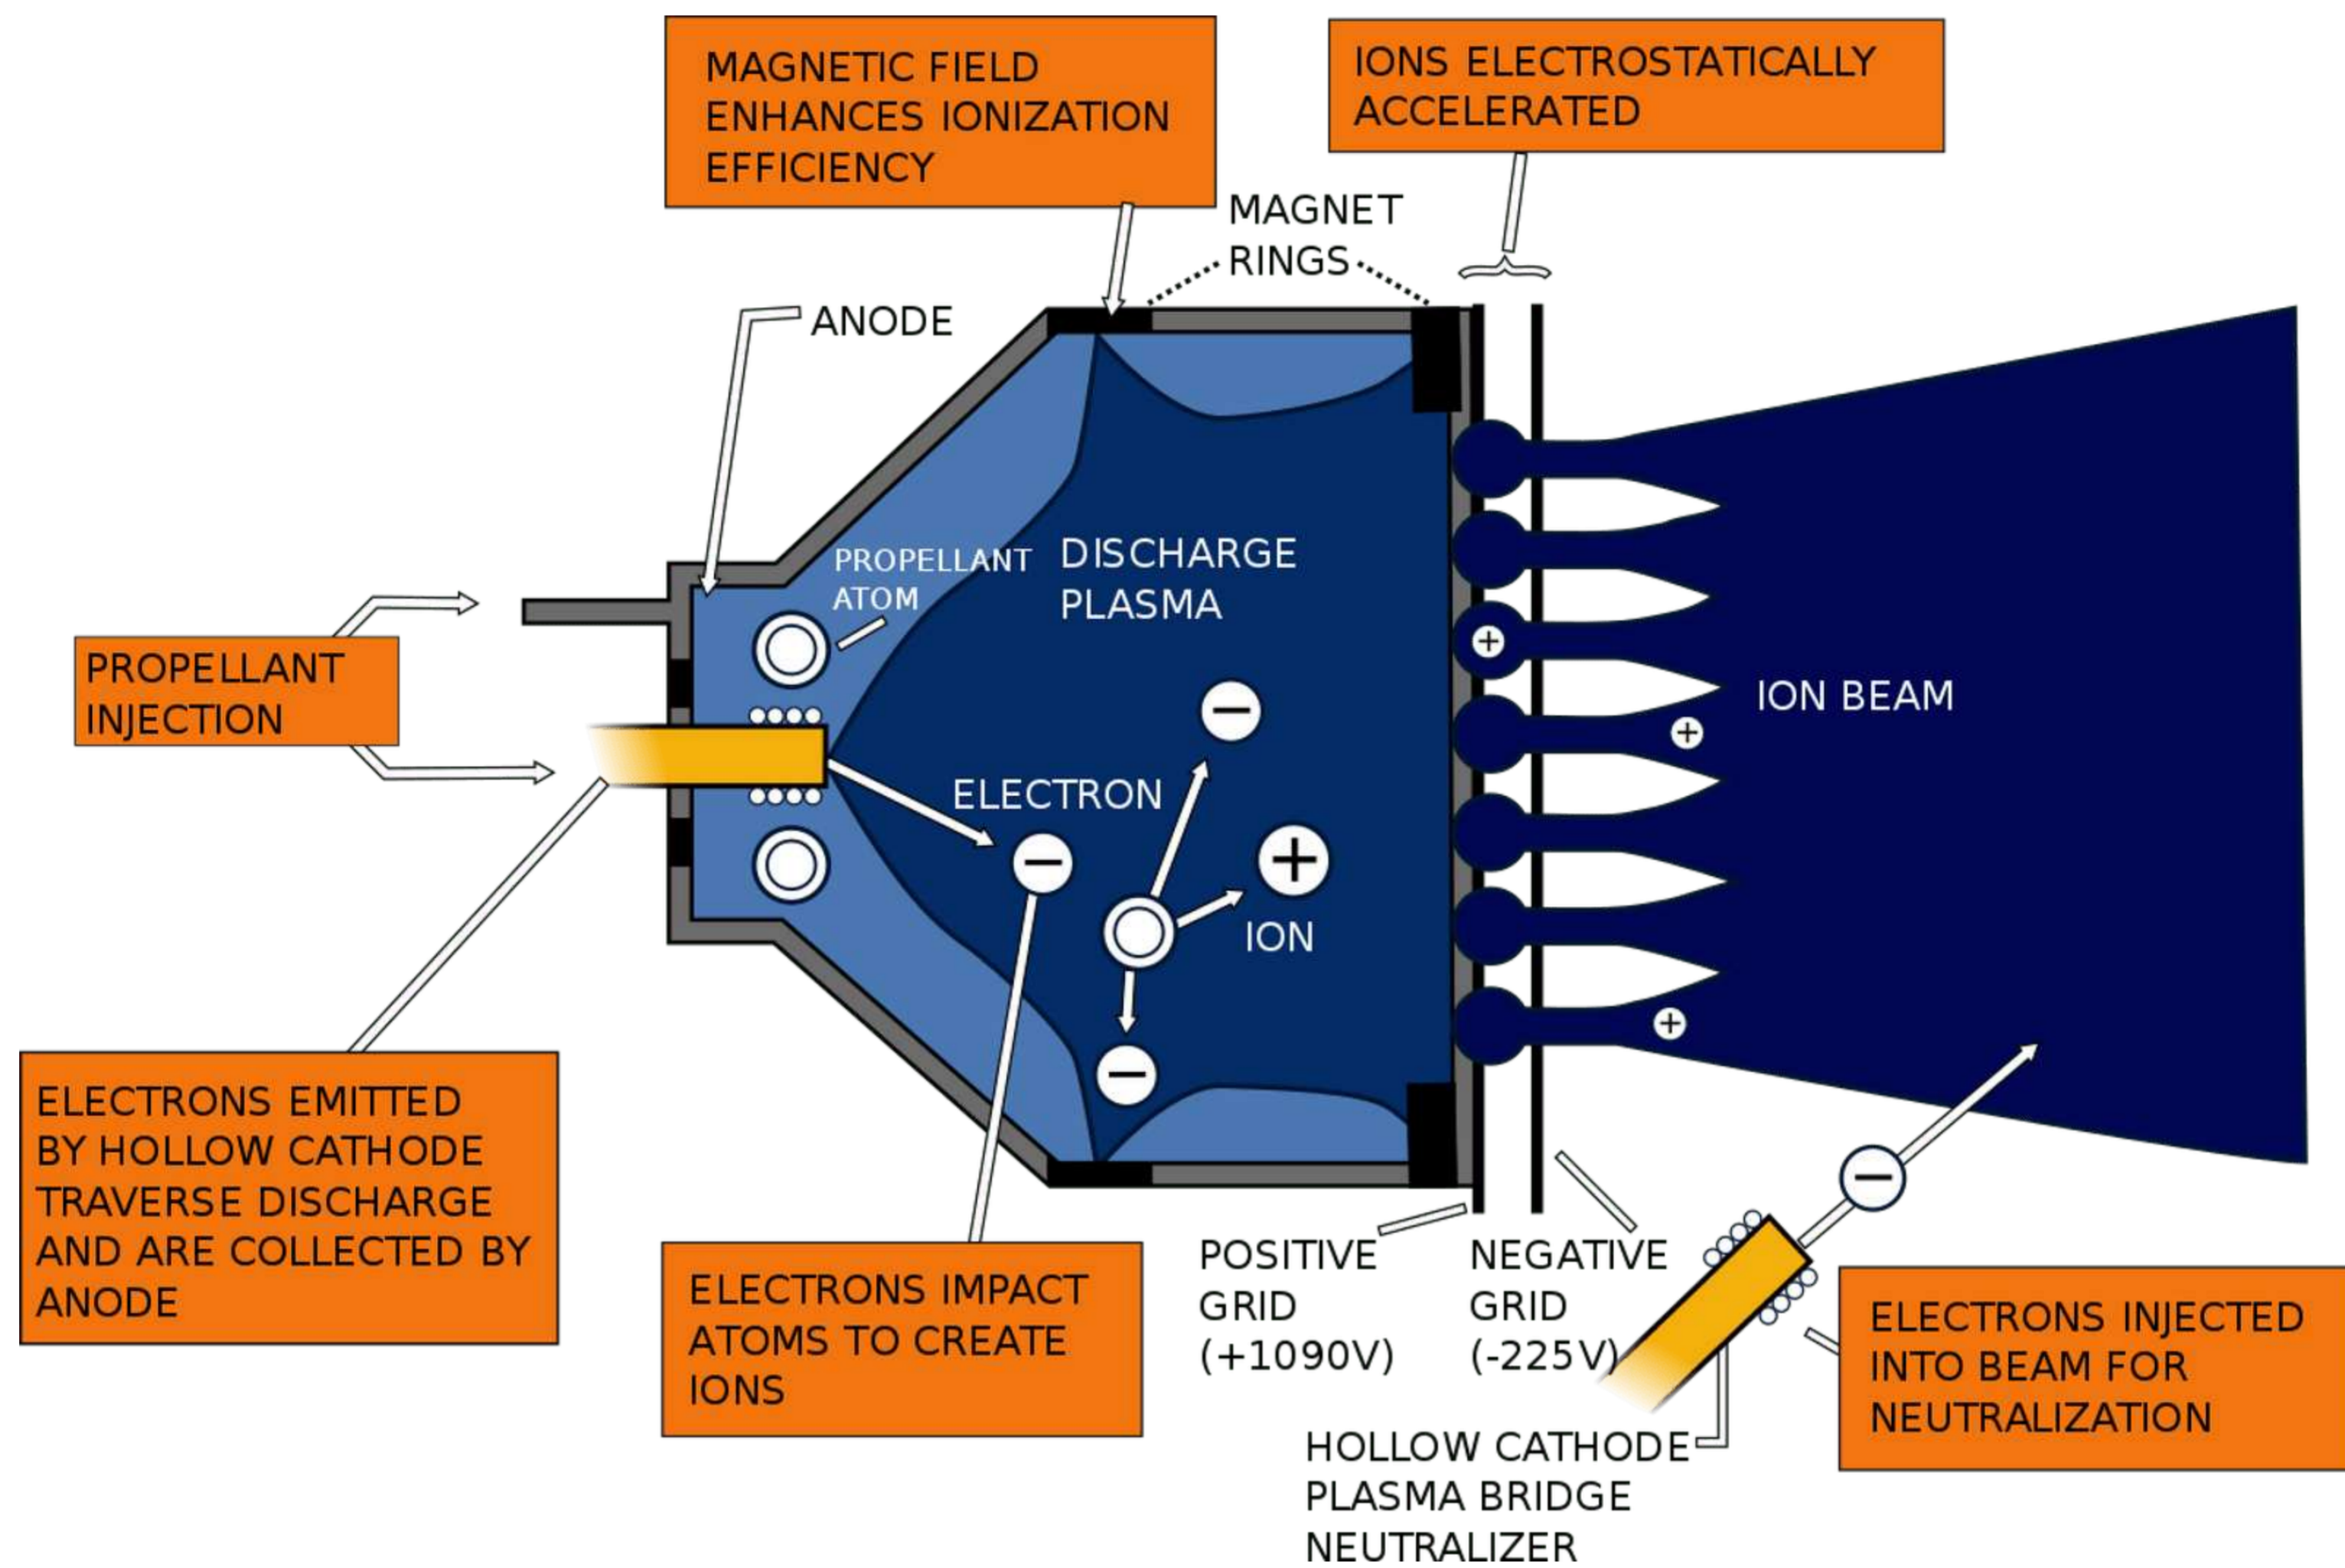 MAGNETIC FIELD
ENHANCES IONIZATION
EFFICIENCY
IONS ELECTROSTATICALLY
ACCELERATED
MAGNET
RINGS
ANODE
PROPELLANT
ATOM
DISCHARGE
PLASMA
PROPELLANT
INJECTION
ION BEAM
ELECTRON
ION
ELECTRONS EMITTED
BY HOLLOW CATHODE
TRAVERSE DISCHARGE
AND ARE COLLECTED BY
ANODE
ELECTRONS IMPACT
ATOMS TO CREATE
IONS
POSITIVE
GRID
(+1090V)
NEGATIVE
GRID
(-225V)
ELECTRONS INJECTED
INTO BEAM FOR
NEUTRALIZATION
HOLLOW CATHODE
PLASMA BRIDGE
NEUTRALIZER